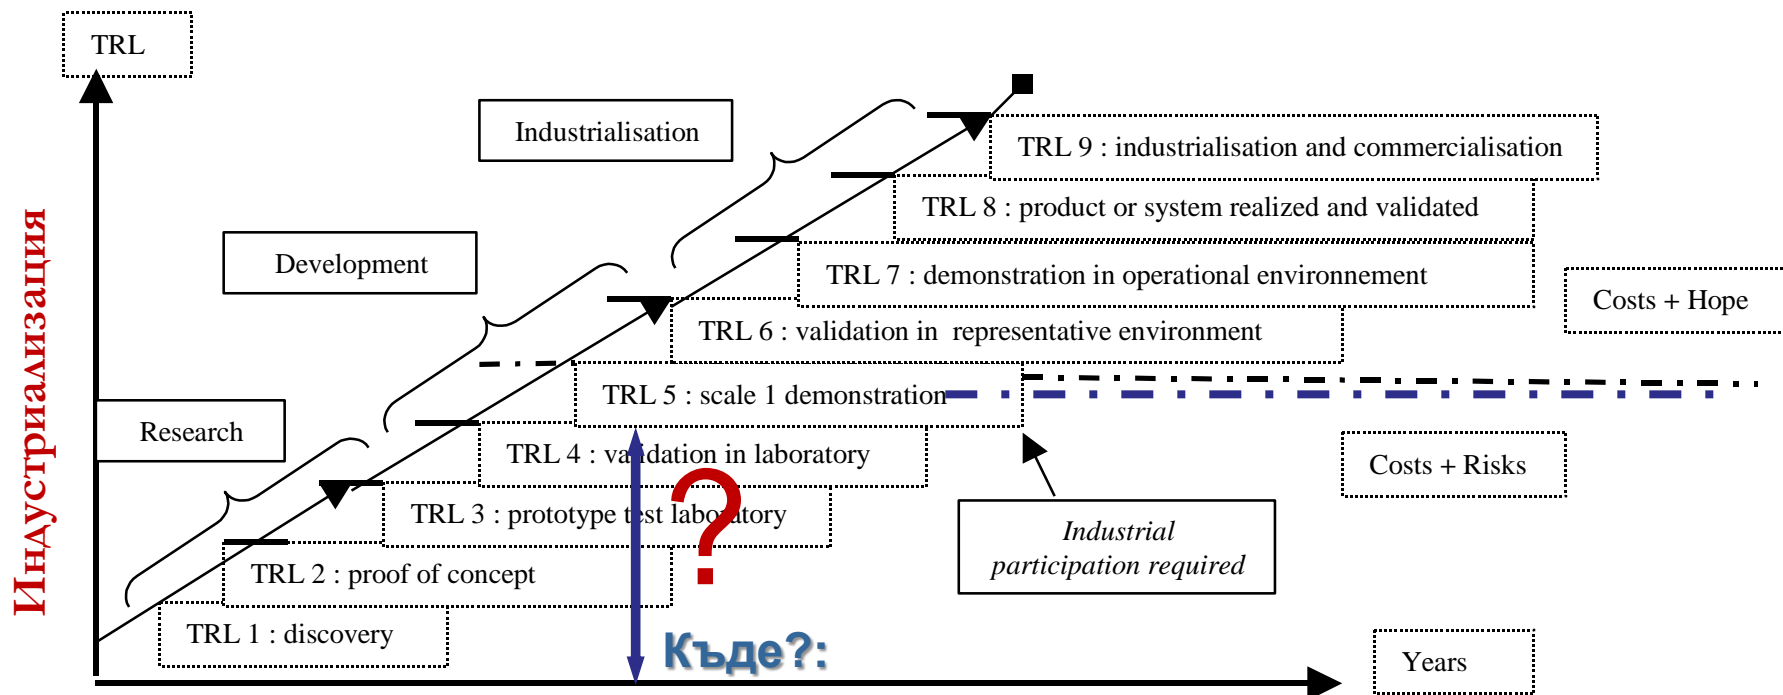 TRL
Industrialisation
TRL 9 : industrialisation and commercialisation
TRL 8 : product or system realized and validated
Development
TRL 7 : demonstration in operational environnement
Costs + Hope
TRL 6 : validation in representative environment
TRL 5 : scale 1 demonstration
Индустриализация
Research
TRL 4 : validation in laboratory
Costs + Risks
TRL 3 : prototype test laboratory
?
Industrial
participation required
TRL 2 : proof of concept
TRL 1 : discovery
Къде?:
Years